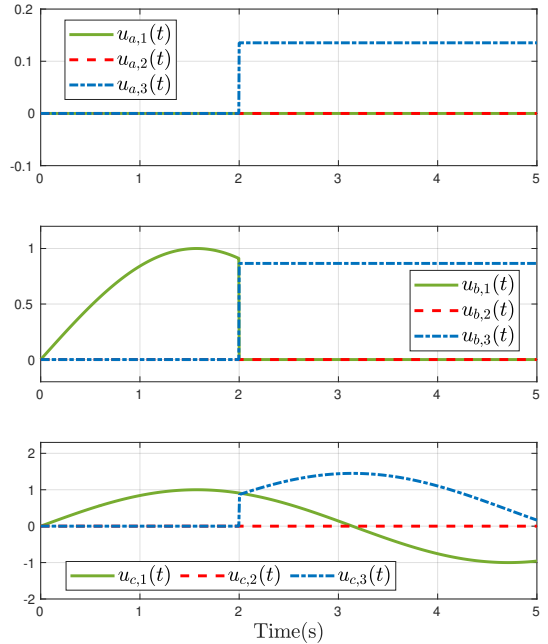 0.2
u_{a,1}(t)
u_{a,2}(t)
u_{a,3}(t)
0.1
0
-0.1
0 1 2 3 4 5
1
0.5
0
u_{b,1}(t)
u_{b,2}(t)
u_{b,3}(t)
0 1 2 3 4 5
2
1
0
-1
-2
u_{c,1}(t) u_{c,2}(t) u_{c,3}(t)
0 1 2 3 4 5
Time(s)